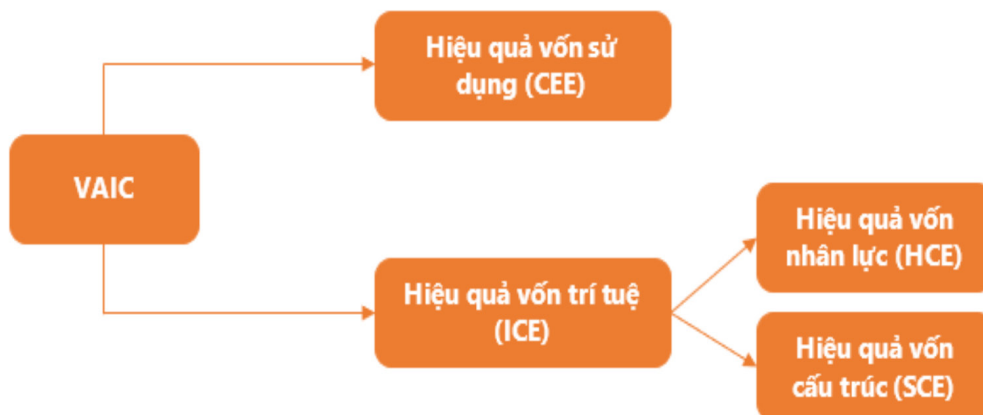 Hiệu quả vốn sử
dụng (CEE)
VAIC
Hiệu quả vốn trí tuệ
(ICE)
Hiệu quả vốn
nhân lực (HCE)
Hiệu quả vốn
cấu trúc (SCE)